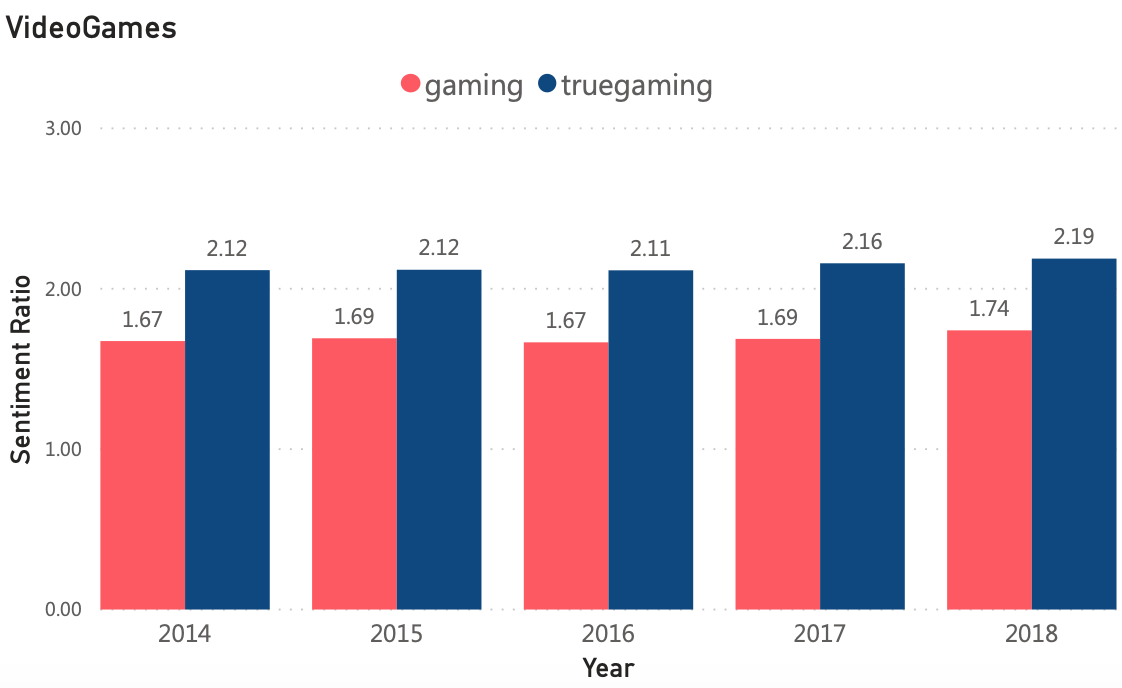 VideoGames
gaming truegaming
3.00
2.00
1.00
0.00
Sentiment Ratio
1.67 2.12 1.69 2.12 1.67 2.11 1.69 2.16 1.74 2.19
2014 2015 2016 2017 2018
Year